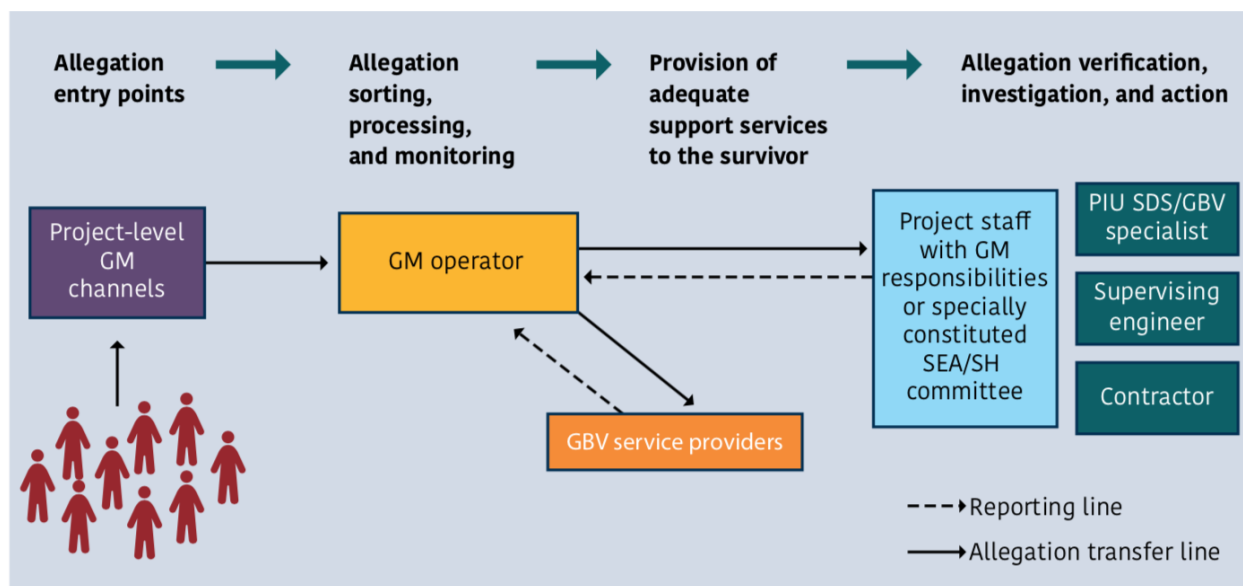 Allegation
entry points
Allegation
sorting,
processing,
and monitoring
Provision of
adequate
support services
to the survivor
Allegation verification,
investigation, and action
Project-level
GM
channels
GM operator
GBV service providers
Project staff
with GM
responsibilities
or specially
constituted
SEA/SH
committee
PIU SDS/GBV
specialist
Supervising
engineer
Contractor
Reporting line
Allegation transfer line